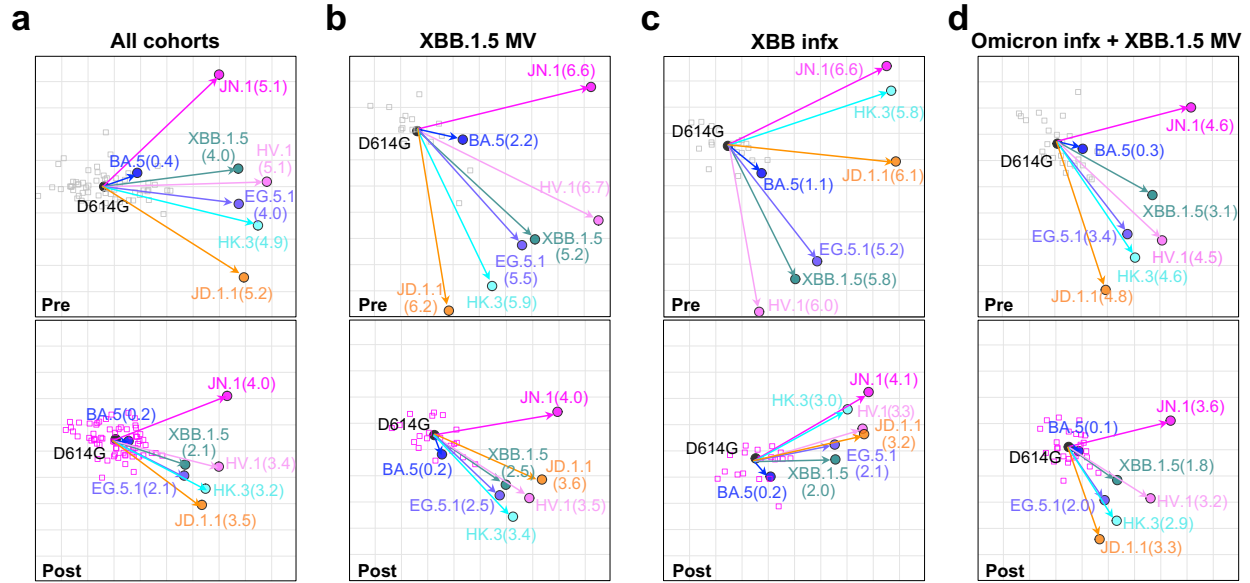 a
All cohorts
JN.1(5.1)
BA.5(0.4)
XBB.1.5
(4.0)
HV.1
(5.1)
D614G
EG.5.1
(4.0)
HK.3(4.9)
JD.1.1(5.2)
Pre
JN.1(4.0)
BA.5(0.2)
XBB.1.5
(2.1)
D614G
HV.1(3.4)
EG.5.1(2.1)
HK.3(3.2)
JD.1.1(3.5)
Post
b
XBB.1.5 MV
JN.1(6.6)
D614G
BA.5(2.2)
HV.1(6.7)
XBB.1.5
(5.2)
EG.5.1
(5.5)
JD.1.1
(6.2)
HK.3(5.9)
Pre
JN.1(4.0)
D614G
BA.5(0.2)
XBB.1.5
(2.5)
JD.1.1
(3.6)
EG.5.1(2.5)
HV.1(3.5)
HK.3(3.4)
Post
c
XBB infx
JN.1(6.6)
HK.3(5.8)
D614G
JD.1.1(6.1)
BA.5(1.1)
EG.5.1(5.2)
XBB.1.5(5.8)
HV.1(6.0)
Pre
JN.1(4.1)
HK.3(3.0)
HV.1(3.3)
JD.1.1
(3.2)
D614G
EG.5.1
(2.1)
BA.5(0.2)
XBB.1.5
(2.0)
Post
d
Omicron infx + XBB.1.5 MV
JN.1(4.6)
D614G
BA.5(0.3)
XBB.1.5(3.1)
EG.5.1(3.4)
HV.1(4.5)
HK.3(4.6)
JD.1.1(4.8)
Pre
JN.1(3.6)
BA.5(0.1)
D614G
XBB.1.5(1.8)
EG.5.1(2.0)
HV.1(3.2)
HK.3(2.9)
JD.1.1(3.3)
Post